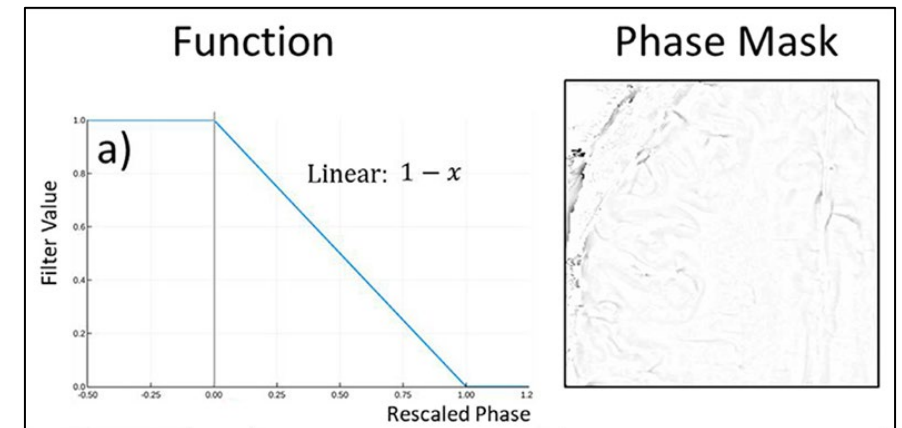 Function
Phase Mask
a)
Linear: 1 − x
Filter Value
1.0
0.8
0.6
0.4
0.2
0.0
-0.50 -0.25 0.00 0.25 0.50 0.75 1.00 1.2
Rescaled Phase